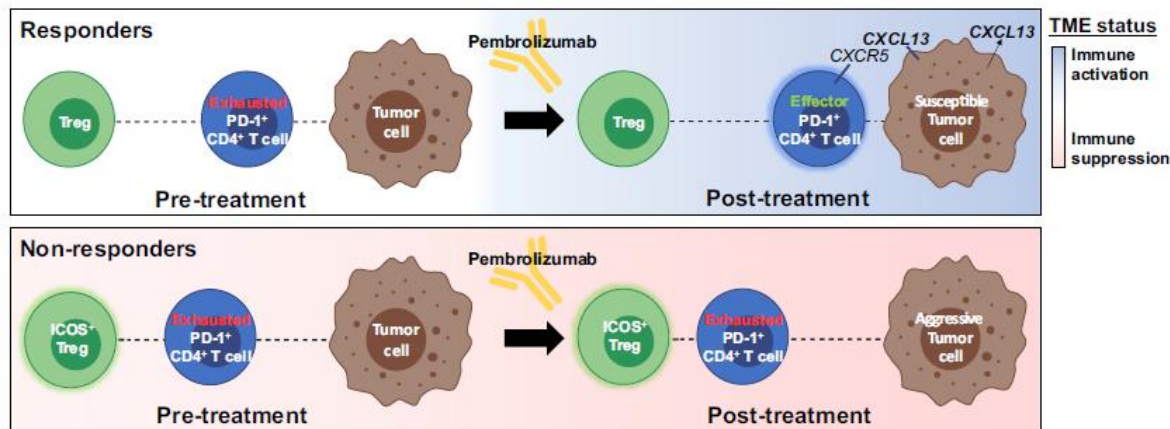 Responders
Pembrolizumab
CXCL13
CXCR5
CXCL13
Treg
Exhausted
PD-1⁺
CD4⁺ T cell
Tumor
cell
Treg
Effector
PD-1⁺
CD4⁺ T cell
Susceptible
Tumor
cell
Pre-treatment
Post-treatment
TME status
Immune
activation
Immune
suppression
Non-responders
Pembrolizumab
ICOS⁺
Treg
Exhausted
PD-1⁺
CD4⁺ T cell
Tumor
cell
ICOS⁺
Treg
Exhausted
PD-1⁺
CD4⁺ T cell
Aggressive
Tumor
cell
Pre-treatment
Post-treatment